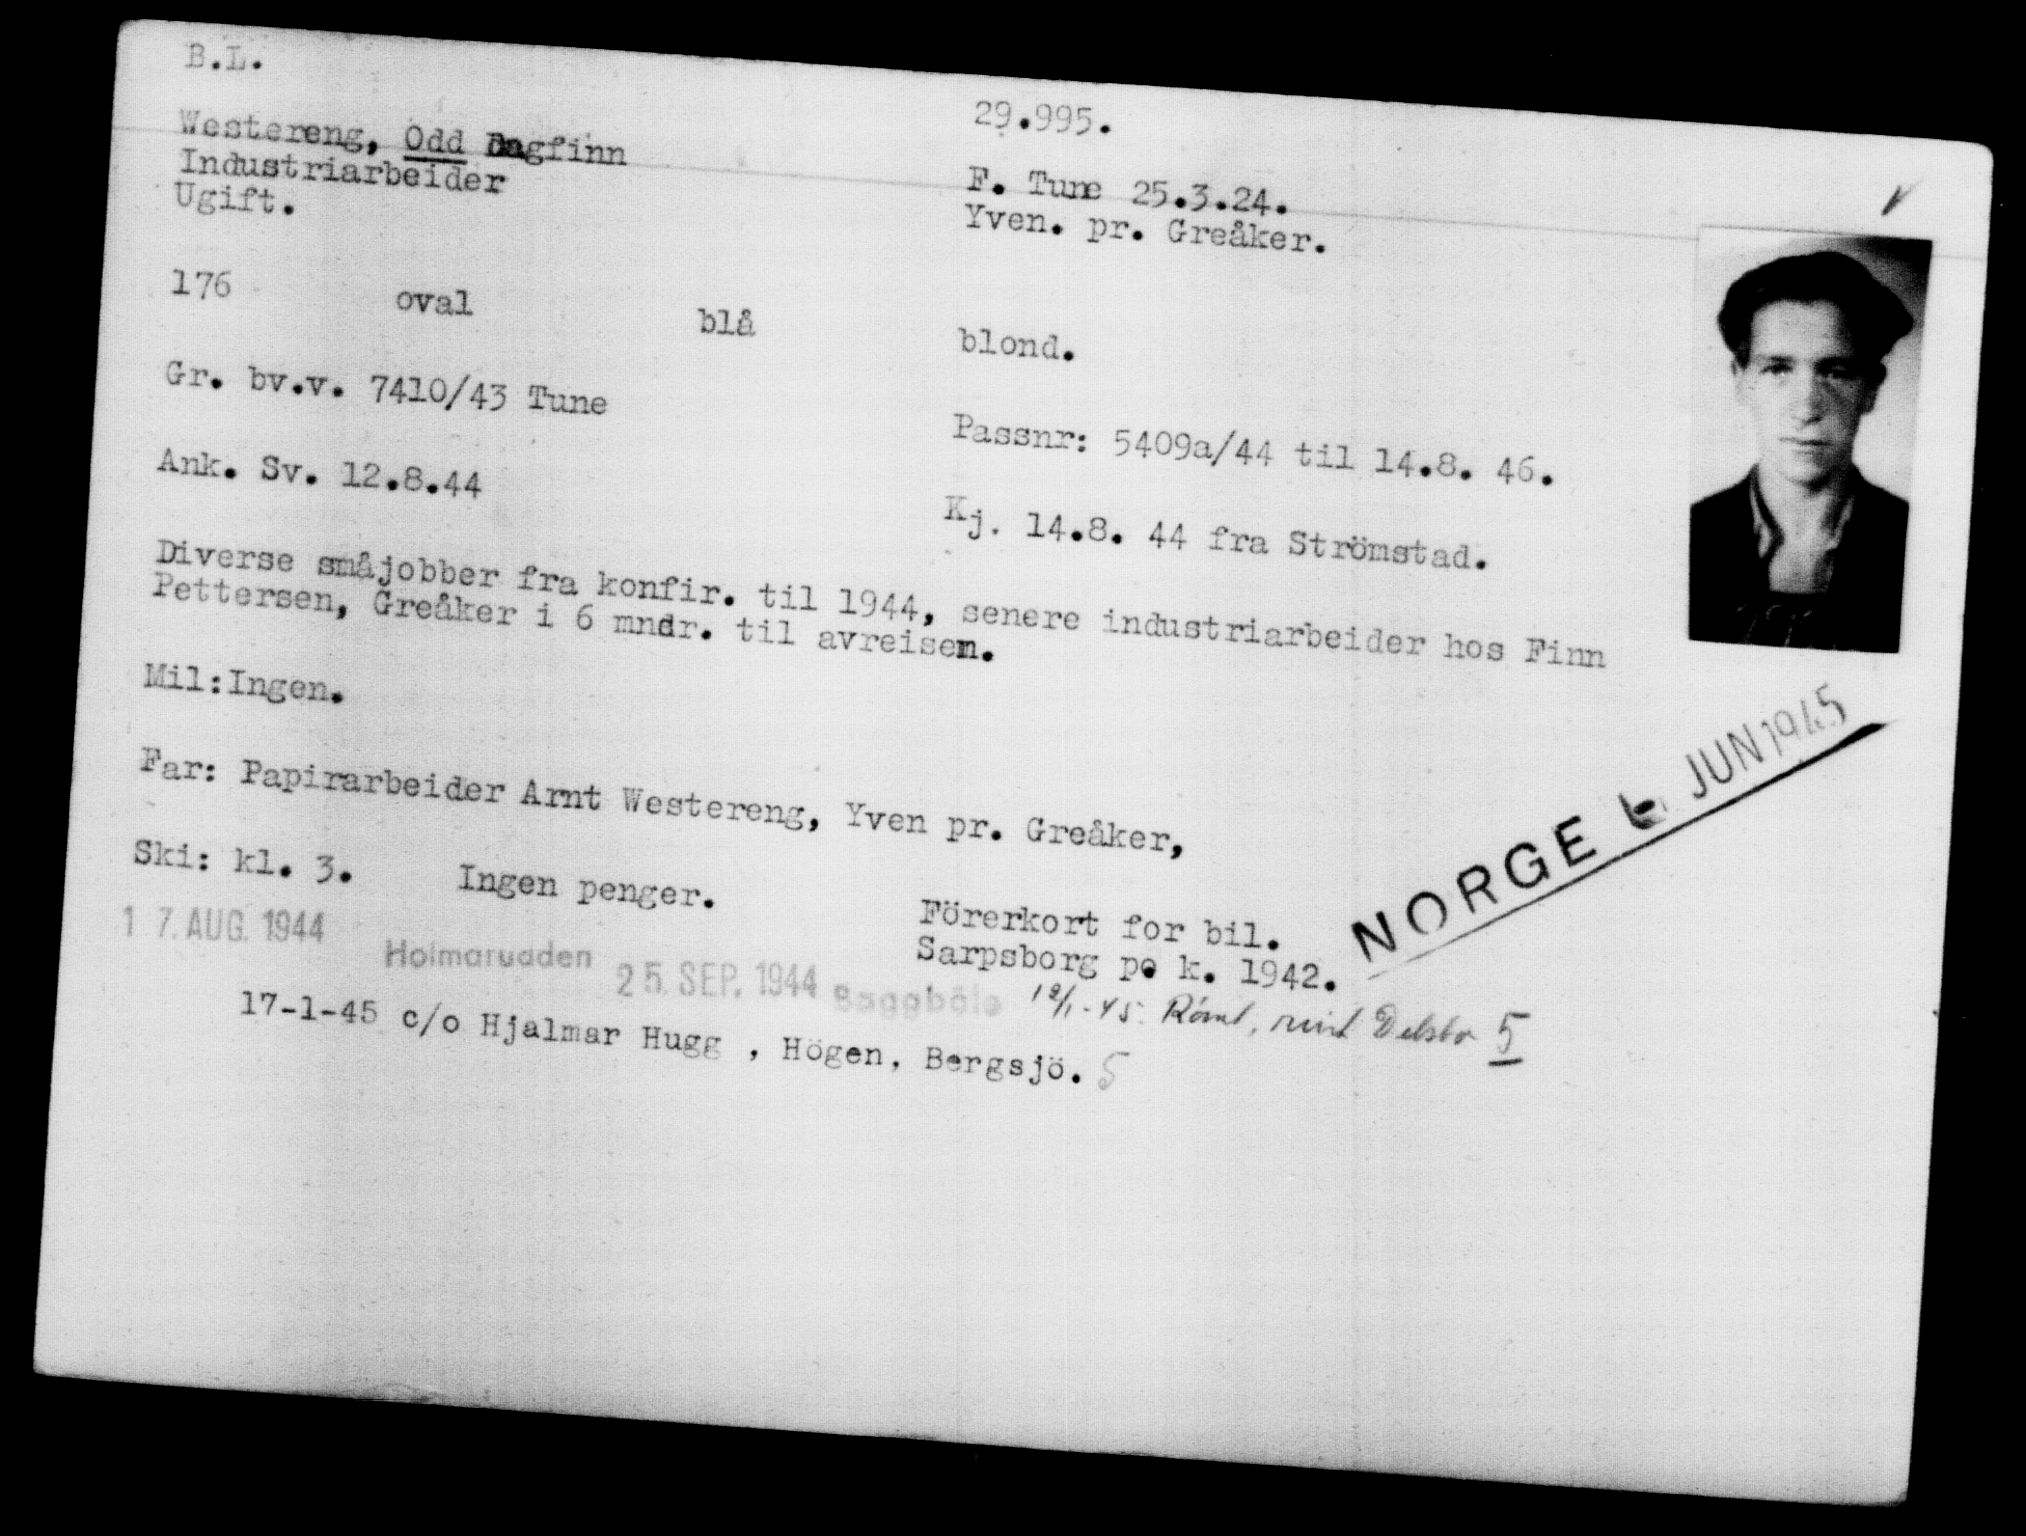 B.L.
29.995.
Westereng, Odd Dagfinn
F. Tune 25.3.24.
Industriarbeider
Yven. pr. Greåker.
Ugift.
176 oval blå blond.
Gr. bv.v. 7410/43 Tune
Passnr: 5409a/44 til 14.8. 46.
Ank. Sv. 12.8.44
Kj. 14.8. 44 fra Strömstad.
Diverse småjobber fra konfir. til 1944, senere industriarbeider hos Finn
Pettersen, Greåker i 6 mndr. til avreisen.
Mil:Ingen.
Far: Papirarbeider Arnt Westereng, Yven pr. Greåker,
Ski: kl. 3. Ingen penger.
Förerkort for bil.
Sarpsborg po k. 1942.
NORGE JUN 1945
17. AUG. 1944 Holmarudden 25. SEP. 1944 Baggböle
Delsbo 5
17-1-45 c/o Hjalmar Hugg , Högen, Bergsjö. 5